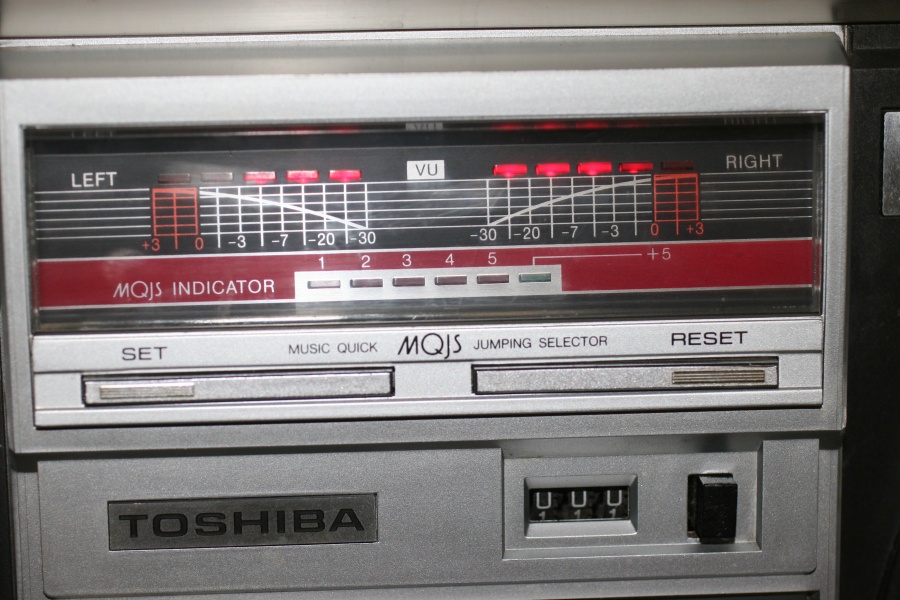 LEFT VU RIGHT
+3 0 -3 -7 -20 -30 -30 -20 -7 -3 0 +3
1 2 3 4 5 +5
MQJS INDICATOR
SET MUSIC QUICK MQJS JUMPING SELECTOR RESET
TOSHIBA